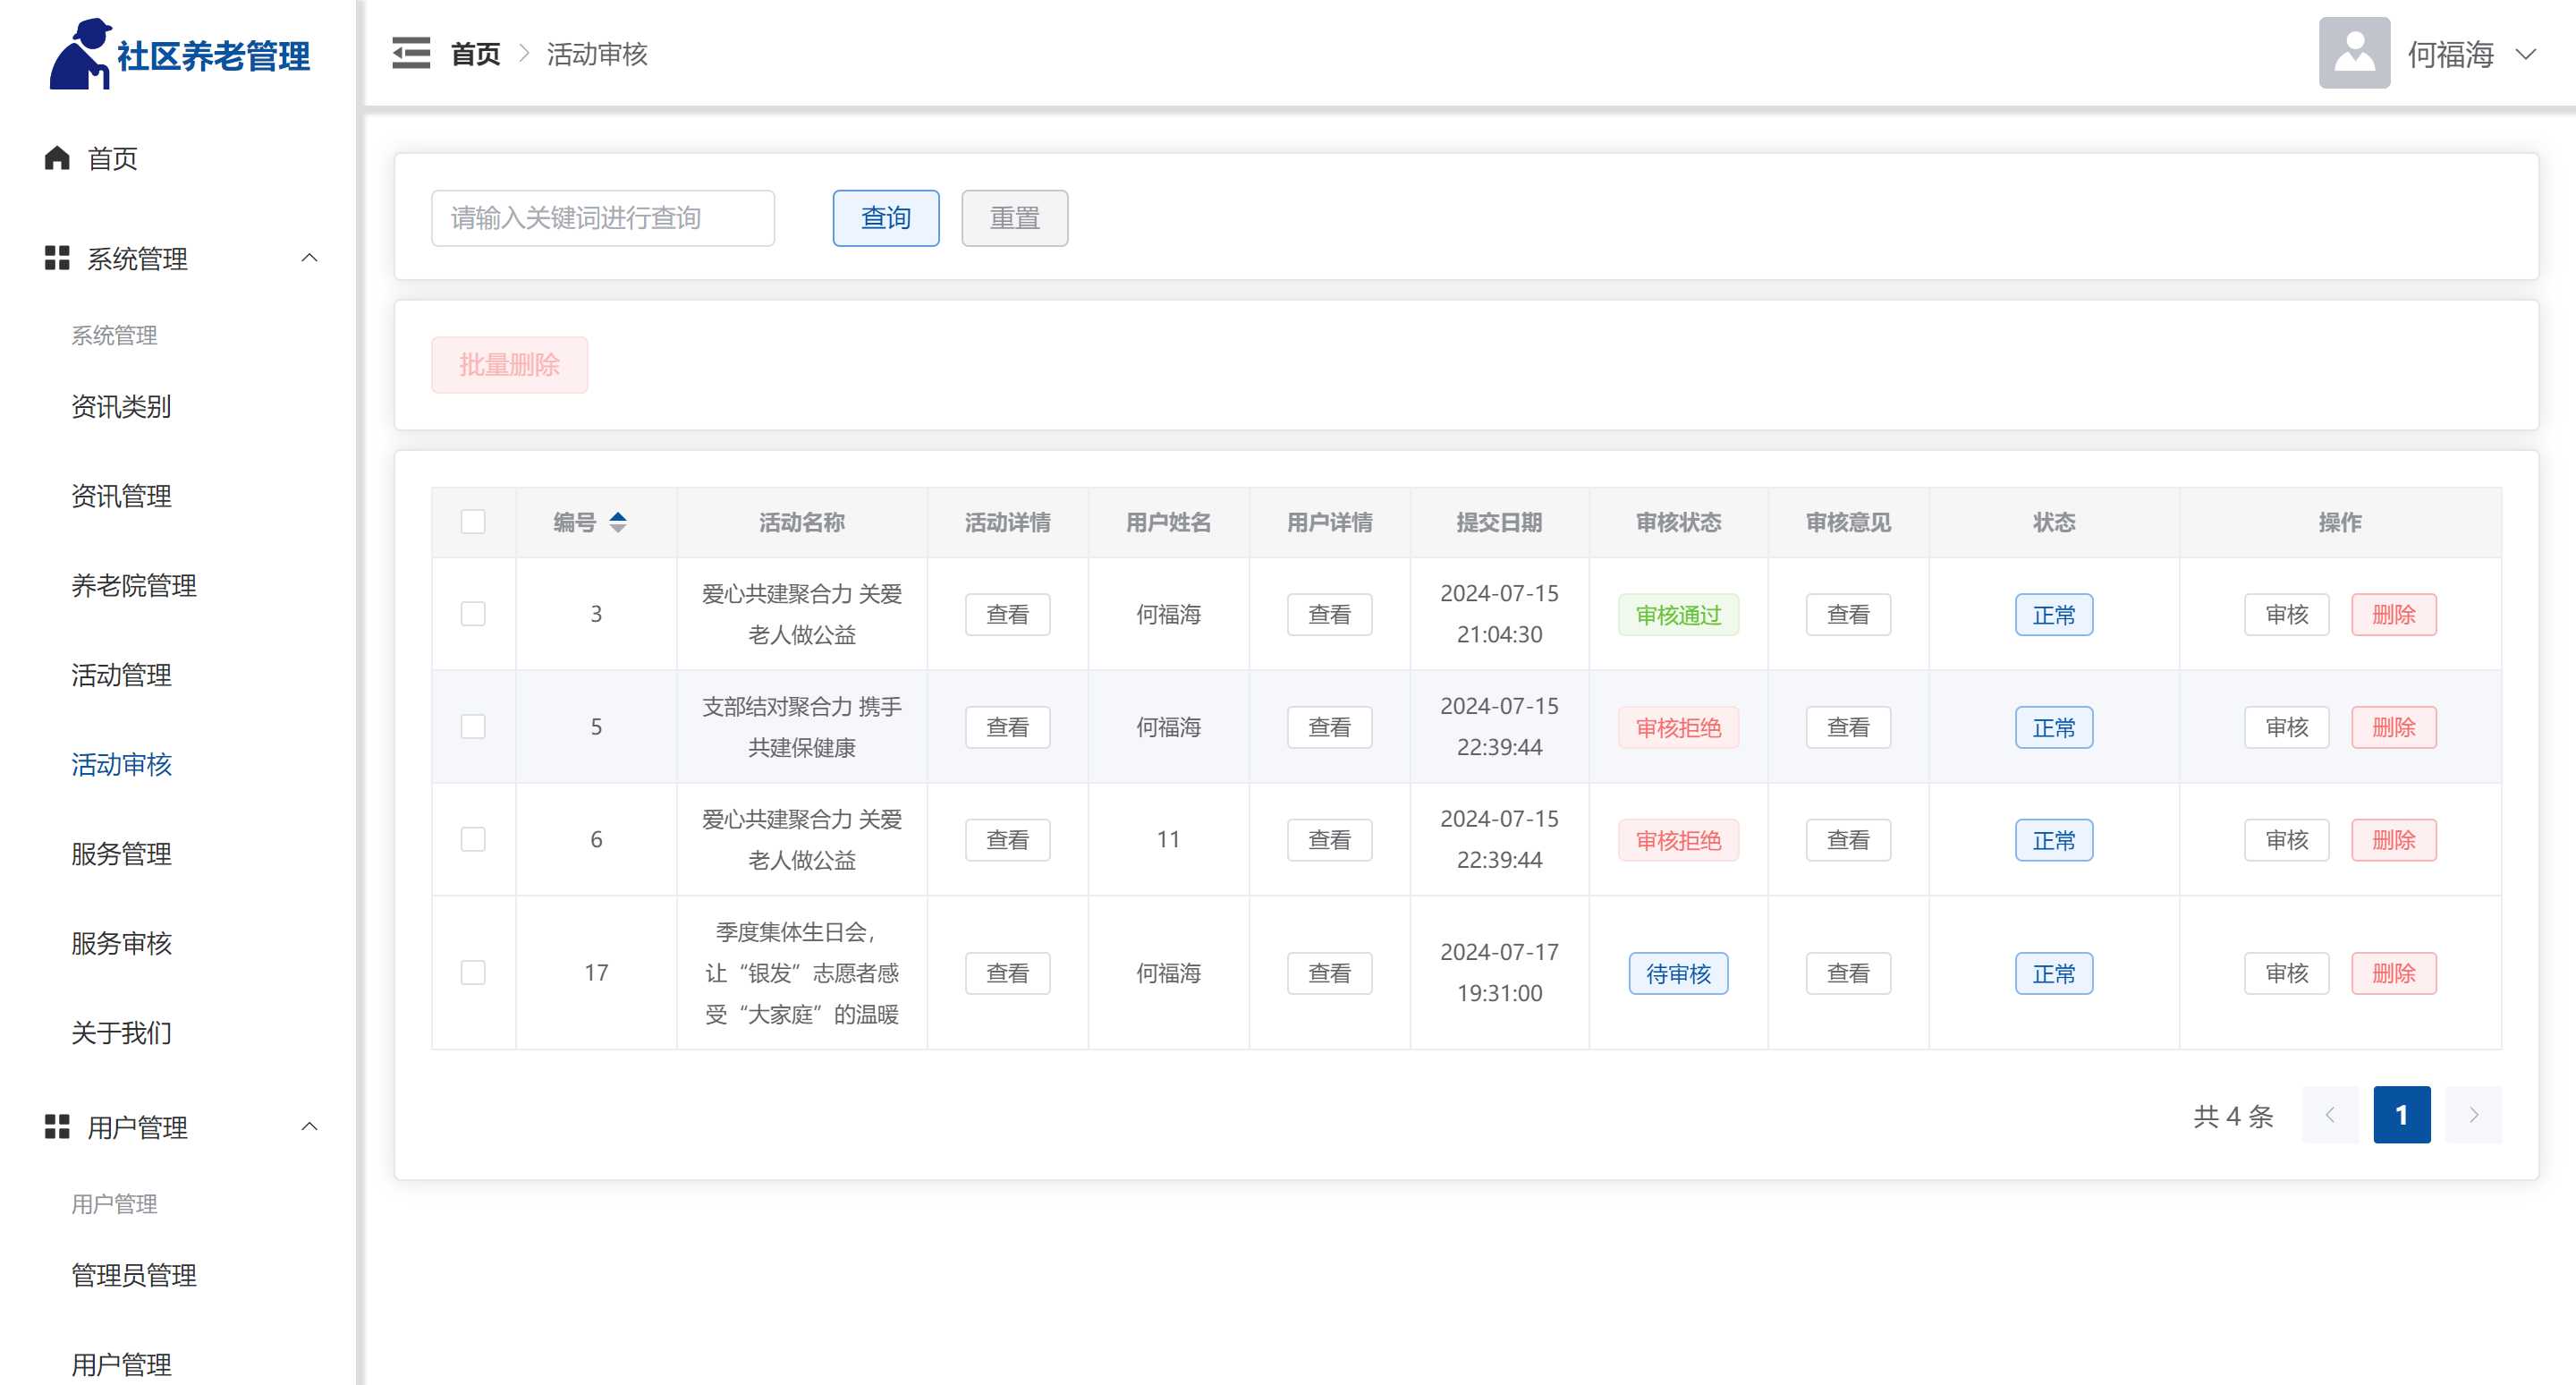 社区养老管理
首页
系统管理
系统管理
资讯类别
资讯管理
养老院管理
活动管理
活动审核
服务管理
服务审核
关于我们
用户管理
用户管理
管理员管理
用户管理
首页 > 活动审核
何福海
请输入关键词进行查询 查询 重置
批量删除
编号 活动名称 活动详情 用户姓名 用户详情 提交日期 审核状态 审核意见 状态 操作
3 爱心共建聚合力 关爱
老人做公益 查看 何福海 查看 2024-07-15
21:04:30 审核通过 查看 正常 审核 删除
5 支部结对聚合力 携手
共建保健康 查看 何福海 查看 2024-07-15
22:39:44 审核拒绝 查看 正常 审核 删除
6 爱心共建聚合力 关爱
老人做公益 查看 11 查看 2024-07-15
22:39:44 审核拒绝 查看 正常 审核 删除
17 季度集体生日会，
让“银发”志愿者感
受“大家庭”的温暖 查看 何福海 查看 2024-07-17
19:31:00 待审核 查看 正常 审核 删除
共 4 条 1